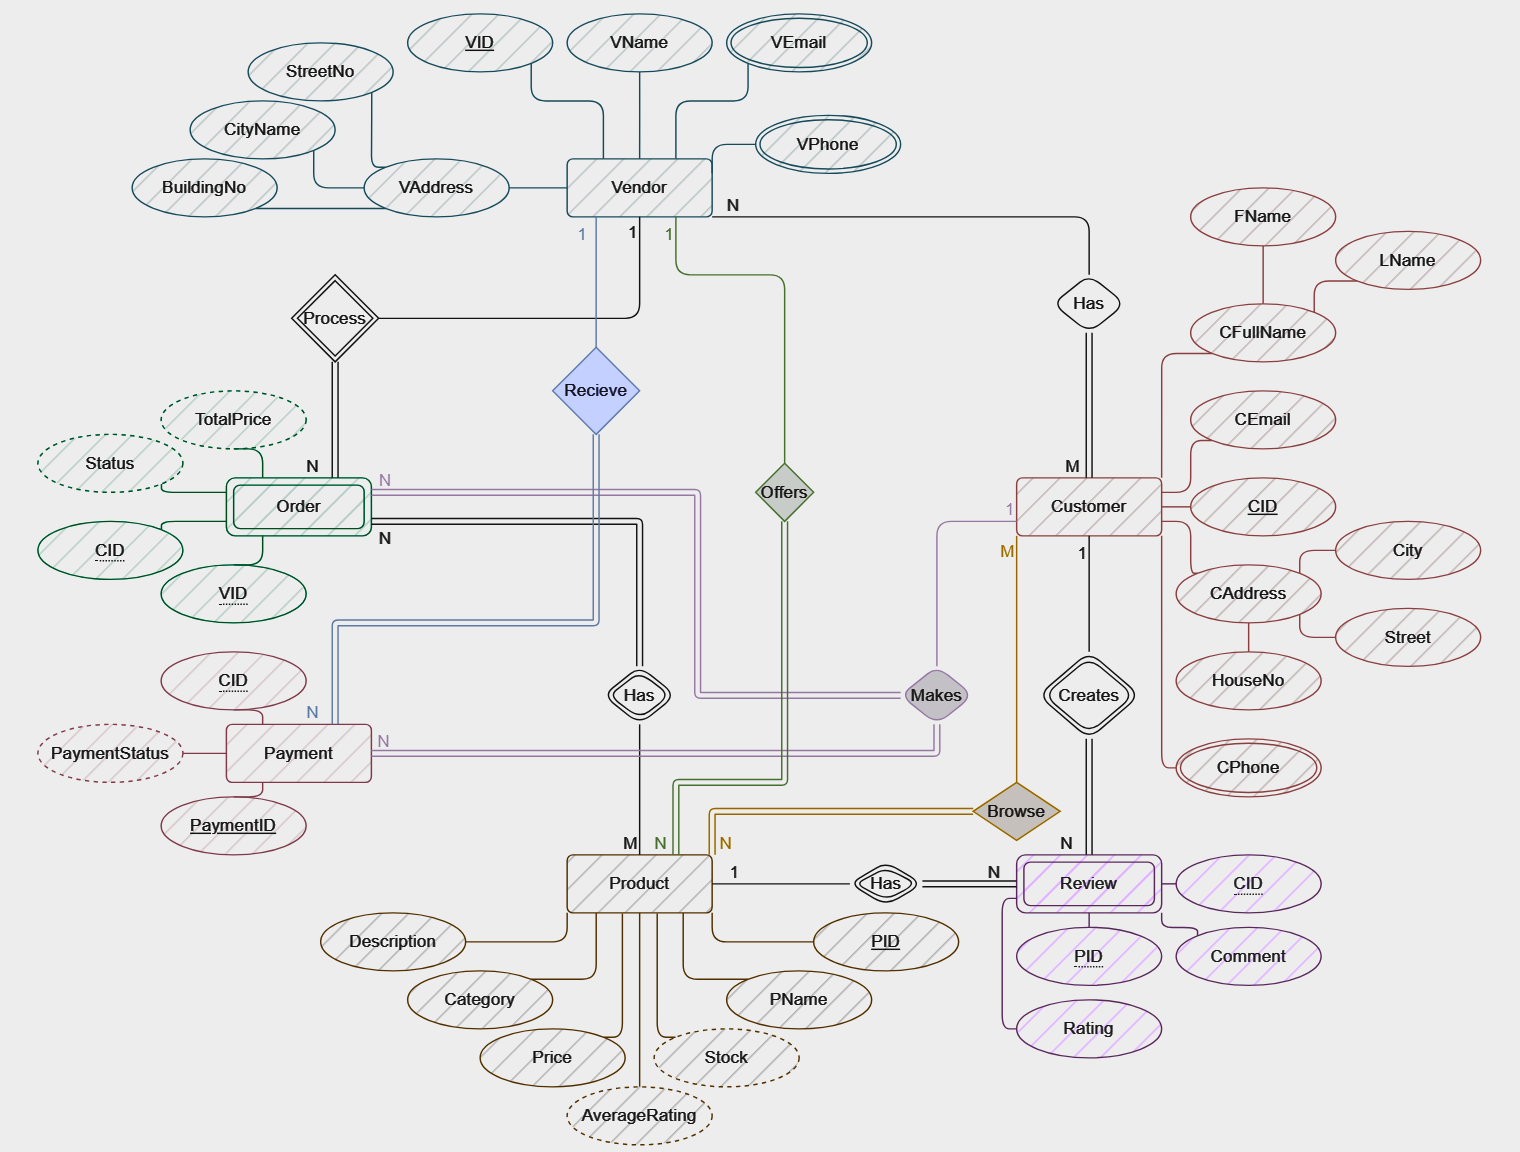 VID
VName
VEmail
StreetNo
CityName
VPhone
BuildingNo
VAddress
Vendor
N
FName
1
1
1
LName
Has
Process
CFullName
Recieve
TotalPrice
CEmail
Status
N
M
N
Offers
Order
1
Customer
CID
N
CID
M
1
City
VID
CAddress
Street
CID
HouseNo
Has
Makes
Creates
N
N
PaymentStatus
Payment
CPhone
PaymentID
Browse
M
N
N
N
1
N
Product
Has
Review
CID
Description
PID
PID
Comment
Category
PName
Rating
Price
Stock
AverageRating